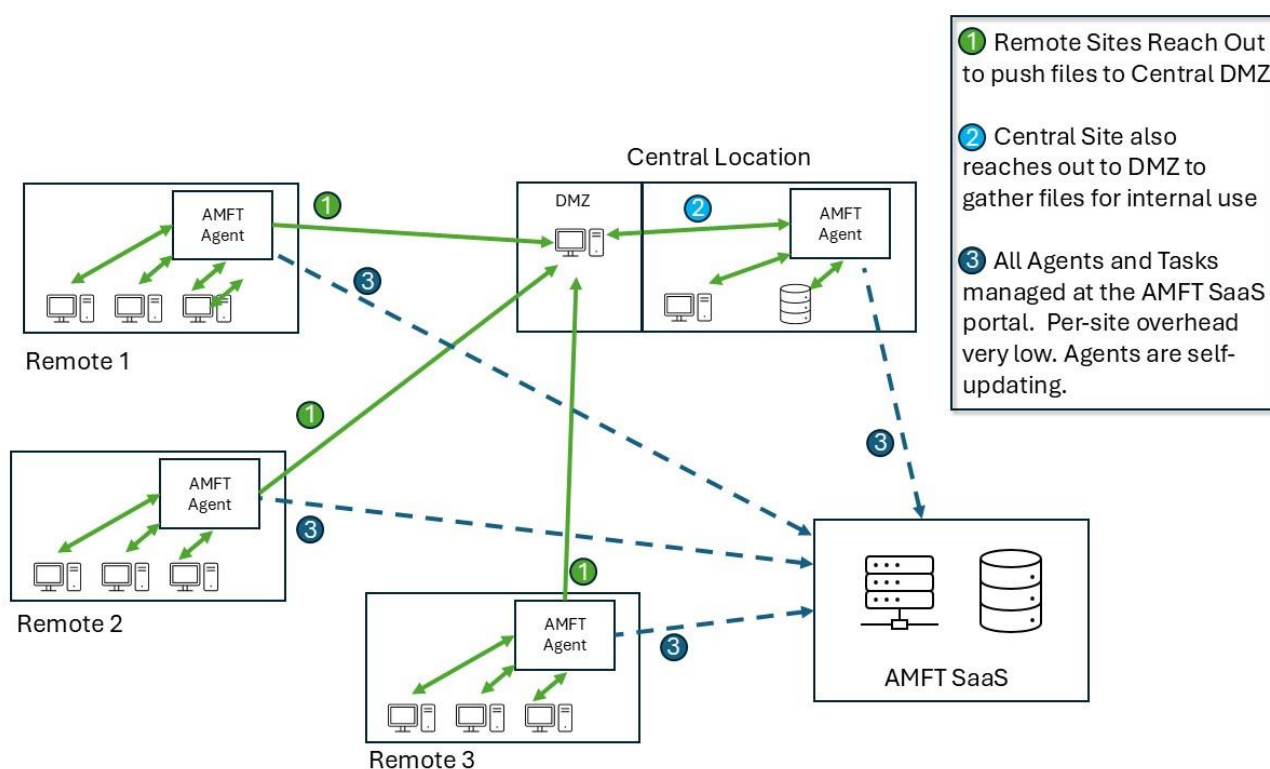 1 Remote Sites Reach Out
to push files to Central DMZ
2 Central Site also
reaches out to DMZ to
gather files for internal use
3 All Agents and Tasks
managed at the AMFT SaaS
portal. Per-site overhead
very low. Agents are self-
updating.
Central Location
AMFT
Agent
1
DMZ
2
AMFT
Agent
3
Remote 1
1
3
AMFT
Agent
3
Remote 2
1
AMFT
Agent
3
Remote 3
AMFT SaaS